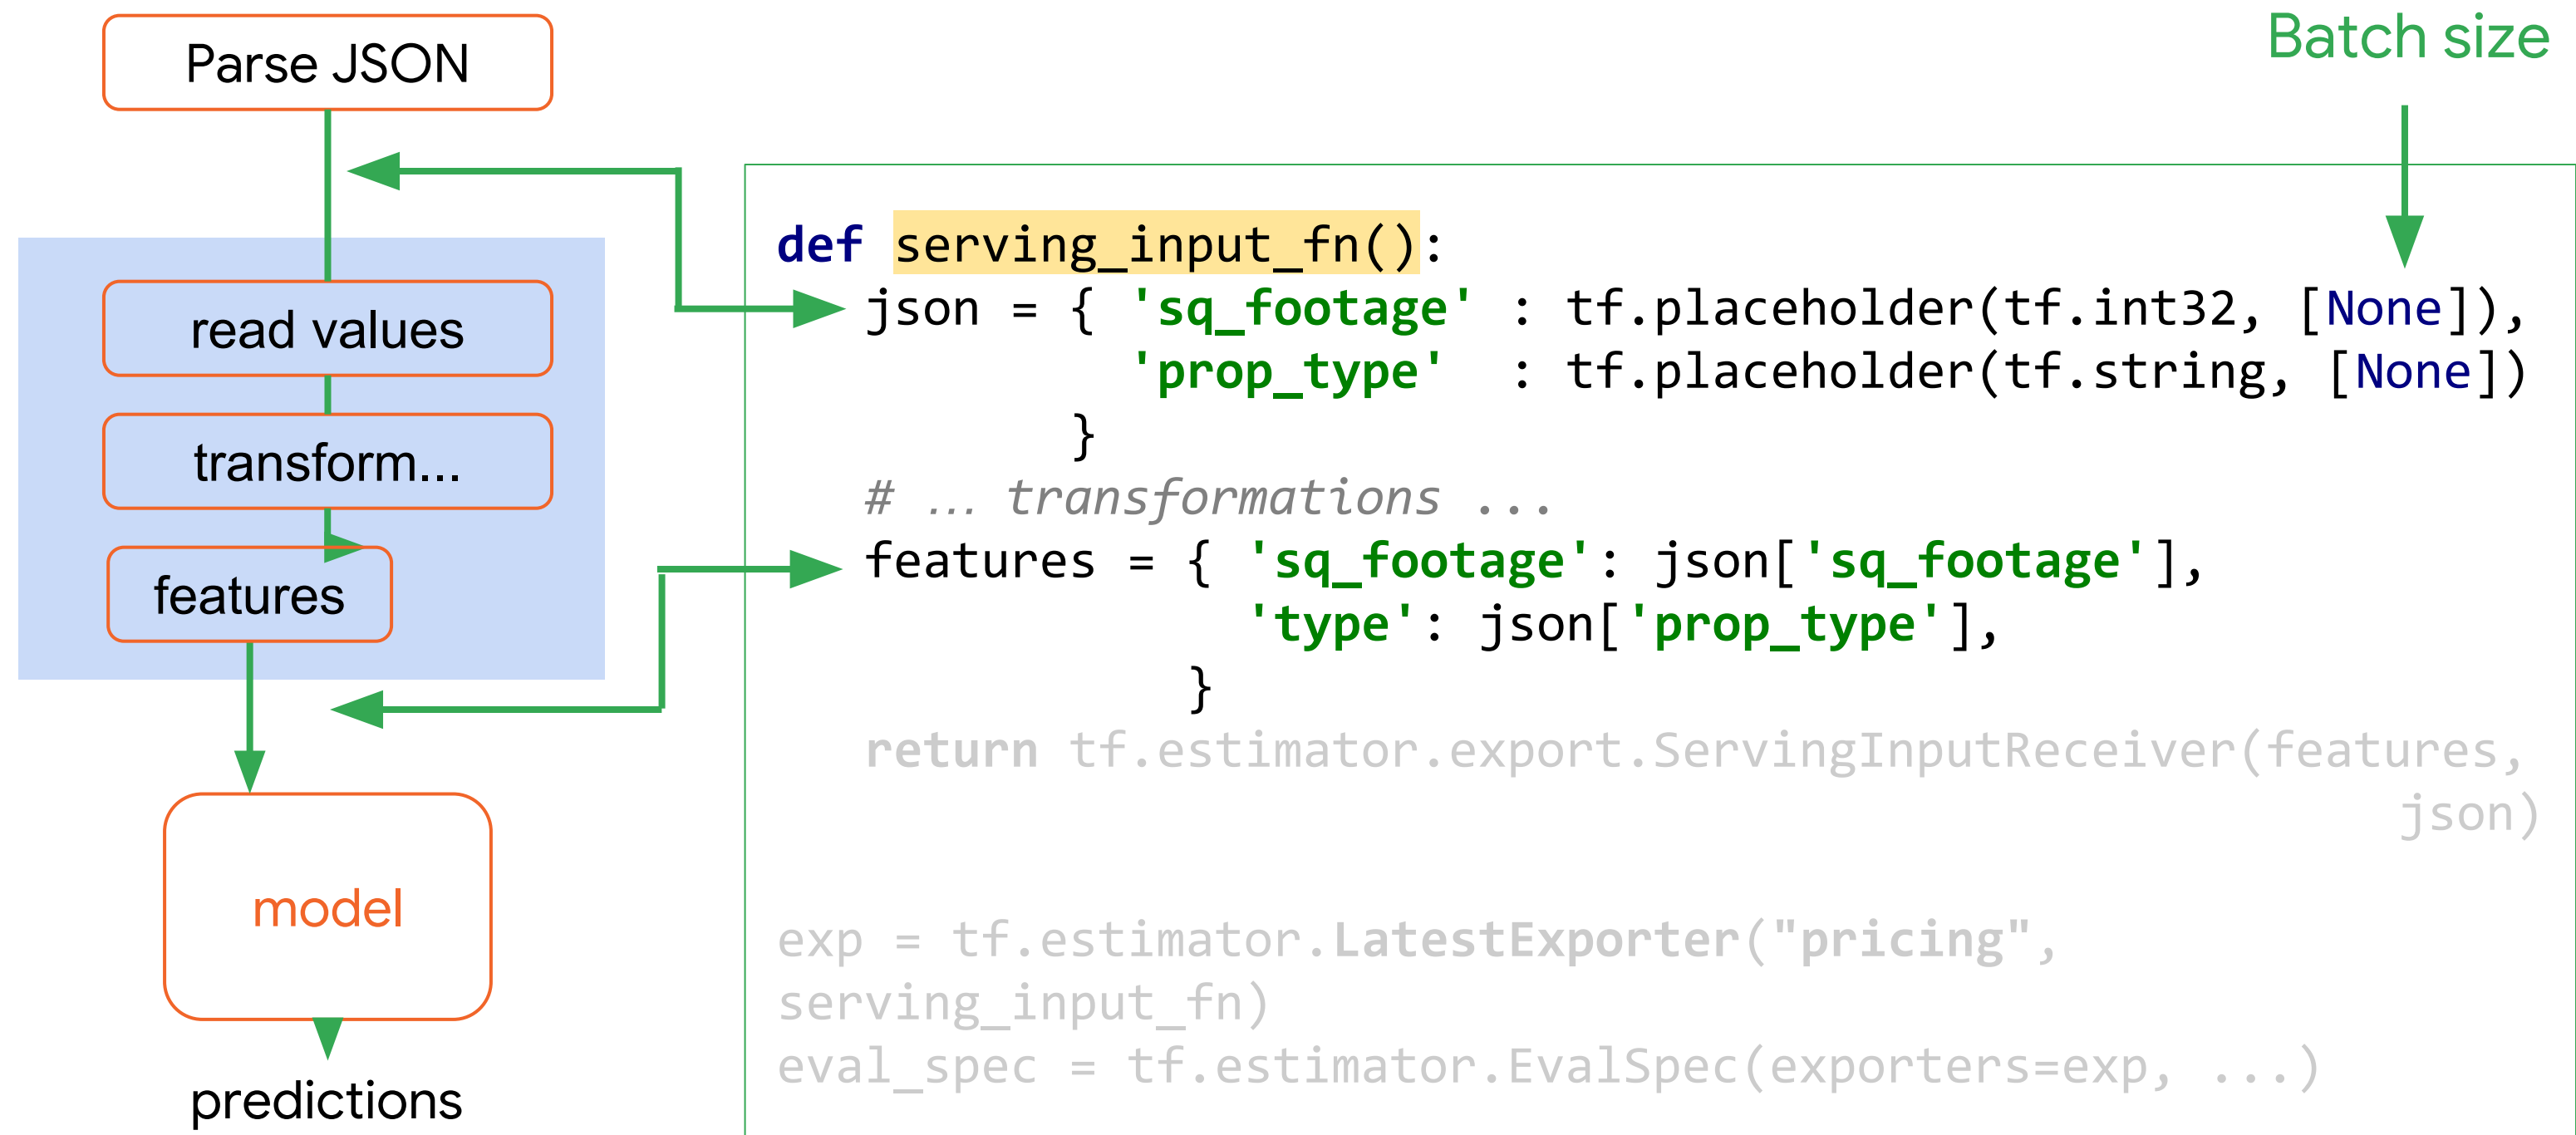 Parse JSON
read values
transform...
features
model
predictions
Batch size
def serving_input_fn():
json = { 'sq_footage' : tf.placeholder(tf.int32, [None]),
'prop_type' : tf.placeholder(tf.string, [None])
}
# ... transformations ...
features = { 'sq_footage': json['sq_footage'],
'type': json['prop_type'],
}
return tf.estimator.export.ServingInputReceiver(features,
json)
exp = tf.estimator.LatestExporter("pricing",
serving_input_fn)
eval_spec = tf.estimator.EvalSpec(exporters=exp, ...)